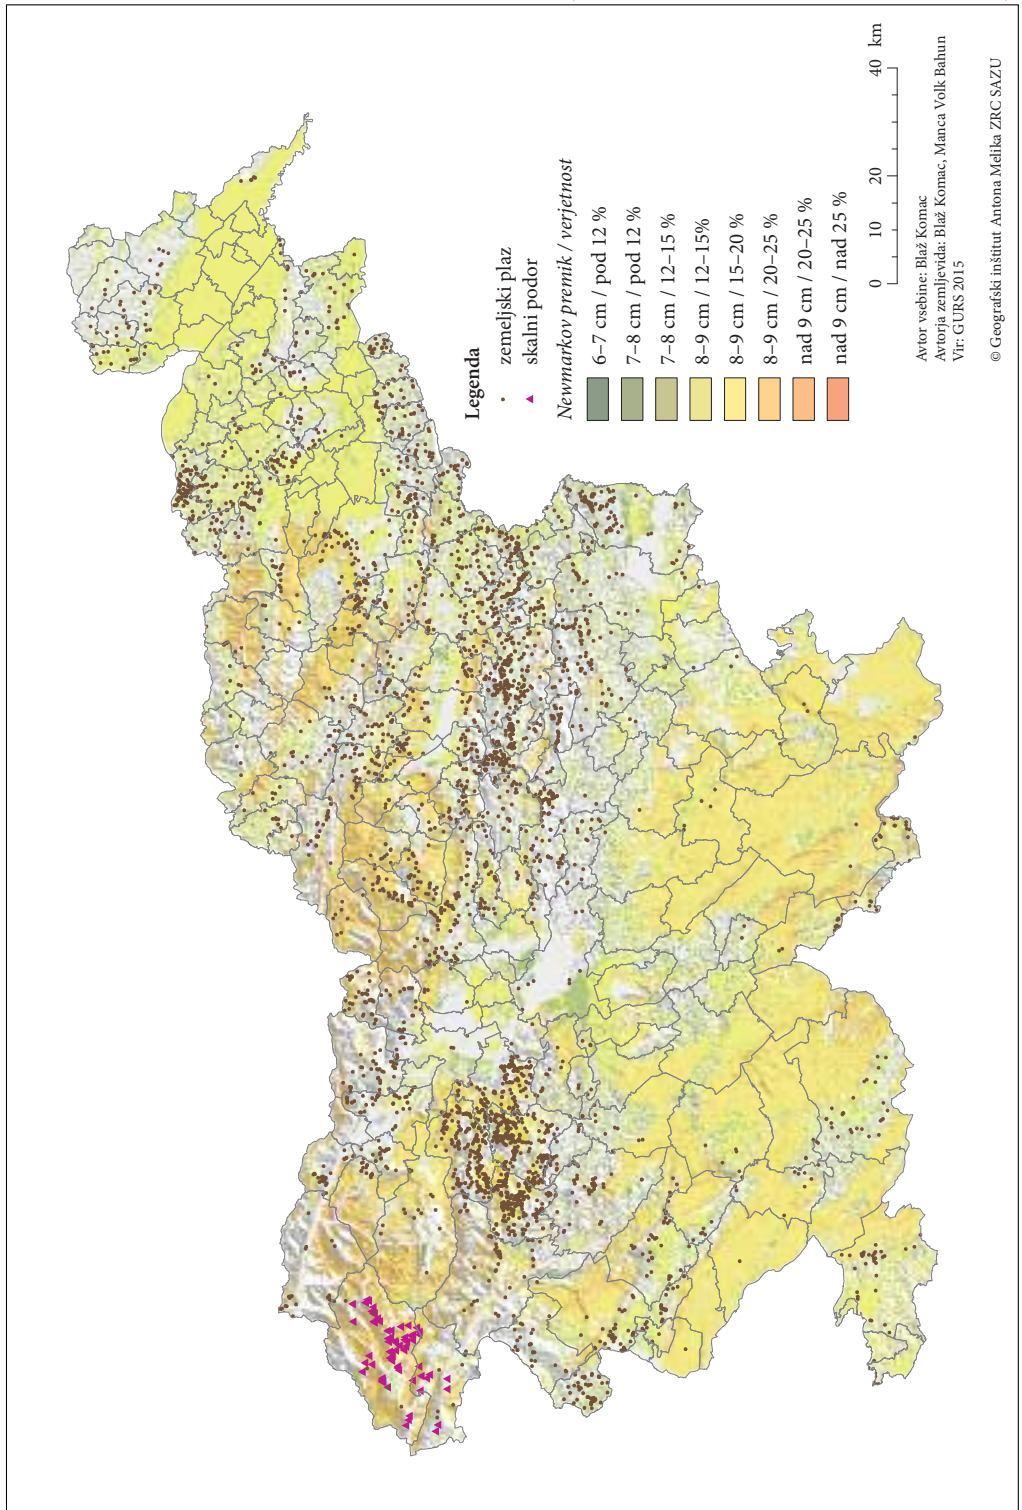 Legenda
zemeljski plaz
skalni podor
Newmarkov premik / verjetnost
6–7 cm / pod 12 %
7–8 cm / pod 12 %
7–8 cm / 12–15 %
8–9 cm / 12–15%
8–9 cm / 15–20 %
8–9 cm / 20–25 %
nad 9 cm / 20–25 %
nad 9 cm / nad 25 %
0 10 20 40 km
Avtor vsebine: Blaž Komac
Avtorja zemljevida: Blaž Komac, Manca Volk Bahun
Vir: GURS 2015
© Geografski inštitut Antona Melika ZRC SAZU